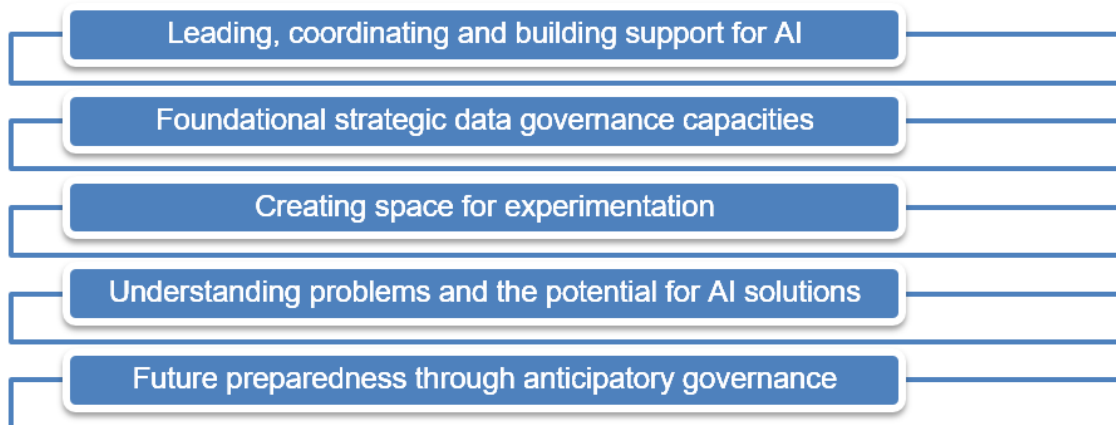 Leading, coordinating and building support for AI
Foundational strategic data governance capacities
Creating space for experimentation
Understanding problems and the potential for AI solutions
Future preparedness through anticipatory governance